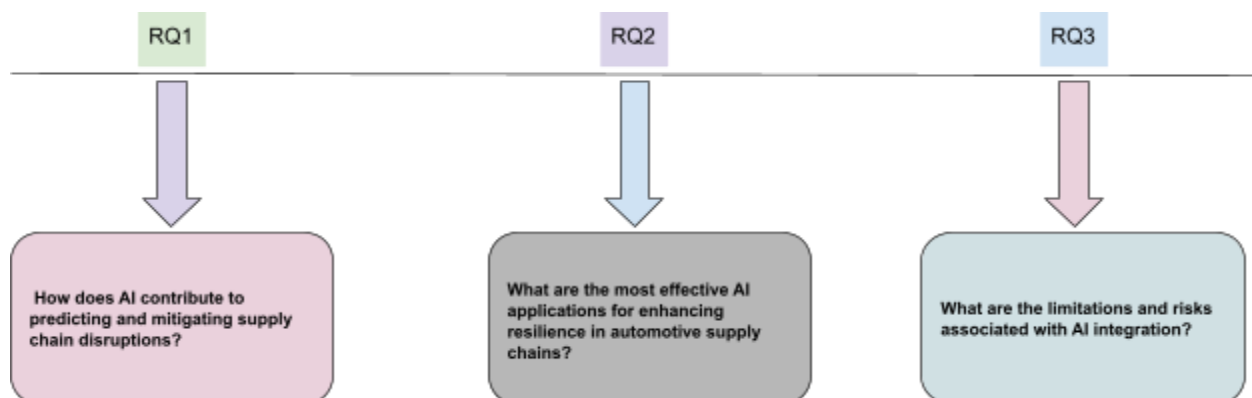 RQ1
RQ2
RQ3
How does AI contribute to
predicting and mitigating supply
chain disruptions?
What are the most effective AI
applications for enhancing
resilience in automotive supply
chains?
What are the limitations and risks
associated with AI integration?